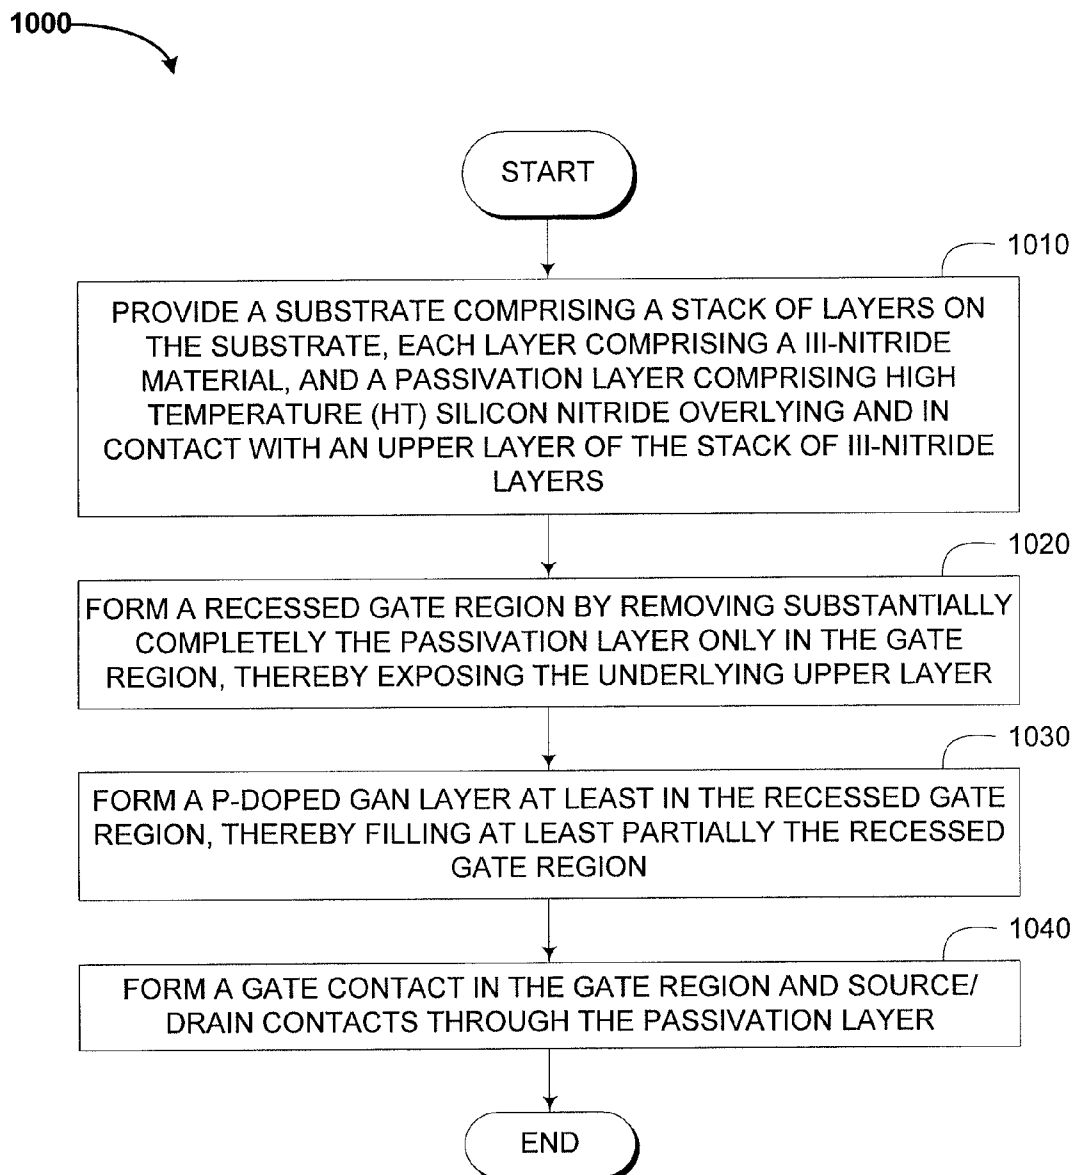 1000
START
1010
PROVIDE A SUBSTRATE COMPRISING A STACK OF LAYERS ON
THE SUBSTRATE, EACH LAYER COMPRISING A III-NITRIDE
MATERIAL, AND A PASSIVATION LAYER COMPRISING HIGH
TEMPERATURE (HT) SILICON NITRIDE OVERLYING AND IN
CONTACT WITH AN UPPER LAYER OF THE STACK OF III-NITRIDE
LAYERS
1020
FORM A RECESSED GATE REGION BY REMOVING SUBSTANTIALLY
COMPLETELY THE PASSIVATION LAYER ONLY IN THE GATE
REGION, THEREBY EXPOSING THE UNDERLYING UPPER LAYER
1030
FORM A P-DOPED GAN LAYER AT LEAST IN THE RECESSED GATE
REGION, THEREBY FILLING AT LEAST PARTIALLY THE RECESSED
GATE REGION
1040
FORM A GATE CONTACT IN THE GATE REGION AND SOURCE/
DRAIN CONTACTS THROUGH THE PASSIVATION LAYER
END